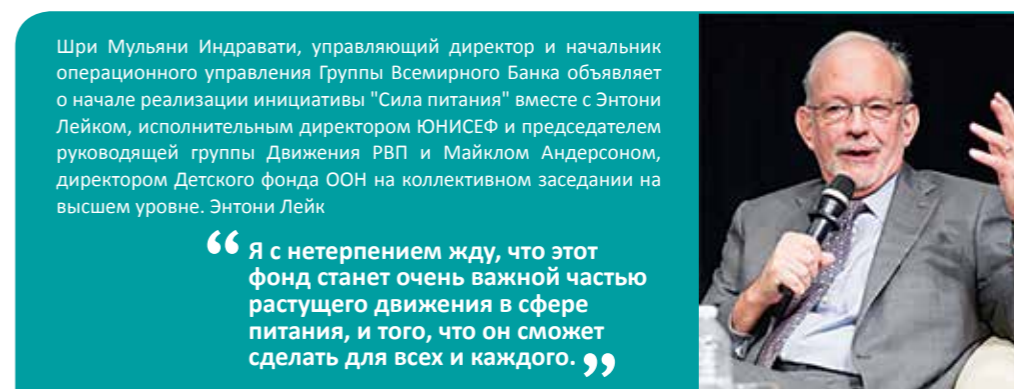 Шри Мульяни Индравати, управляющий директор и начальник
операционного управления Группы Всемирного Банка объявляет
о начале реализации инициативы "Сила питания" вместе с Энтони
Лейком, исполнительным директором ЮНИСЕФ и председателем
руководящей группы Движения РВП и Майклом Андерсоном,
директором Детского фонда ООН на коллективном заседании на
высшем уровне. Энтони Лейк
“ Я с нетерпением жду, что этот
фонд станет очень важной частью
растущего движения в сфере
питания, и того, что он сможет
сделать для всех и каждого. ”